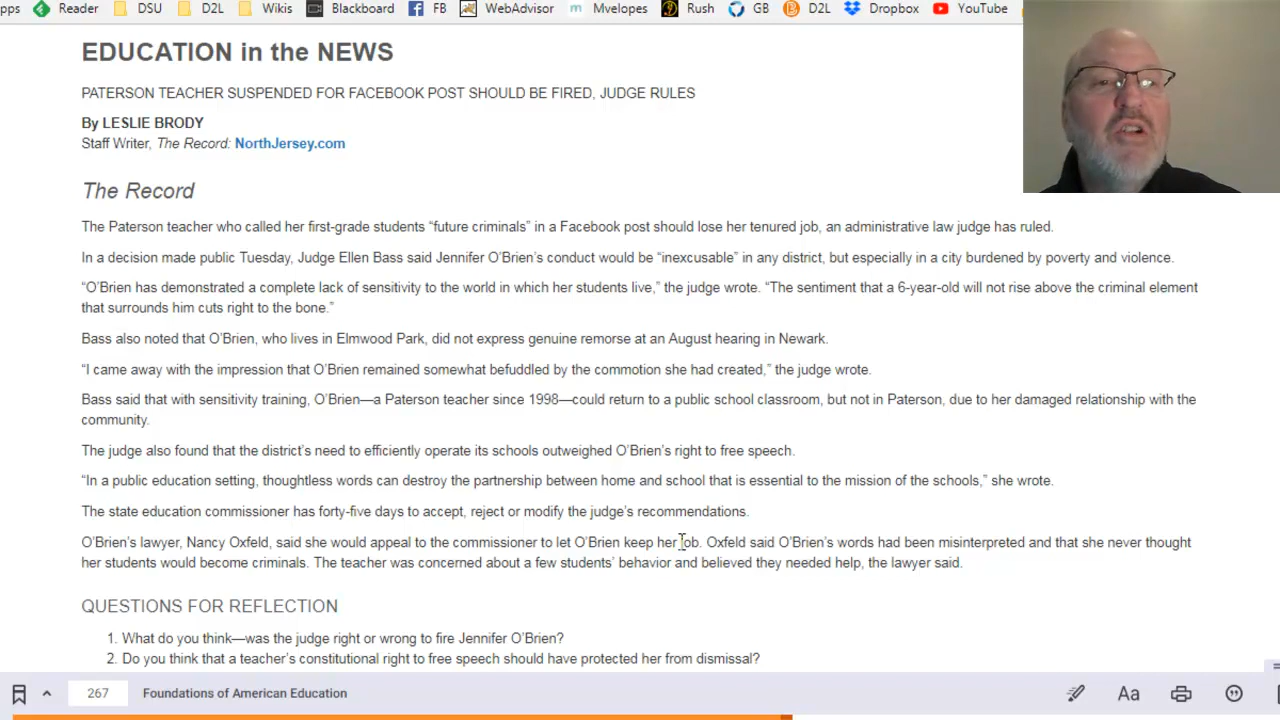 pps Reader DSU D2L Wikis Blackboard FB WebAdvisor Mvelopes Rush GB D2L Dropbox YouTube
EDUCATION in the NEWS
PATERSON TEACHER SUSPENDED FOR FACEBOOK POST SHOULD BE FIRED, JUDGE RULES
By LESLIE BRODY
Staff Writer, The Record: NorthJersey.com
The Record
The Paterson teacher who called her first-grade students “future criminals” in a Facebook post should lose her tenured job, an administrative law judge has ruled.
In a decision made public Tuesday, Judge Ellen Bass said Jennifer O’Brien’s conduct would be “inexcusable” in any district, but especially in a city burdened by poverty and violence.
“O’Brien has demonstrated a complete lack of sensitivity to the world in which her students live,” the judge wrote. “The sentiment that a 6-year-old will not rise above the criminal element
that surrounds him cuts right to the bone.”
Bass also noted that O’Brien, who lives in Elmwood Park, did not express genuine remorse at an August hearing in Newark.
“I came away with the impression that O’Brien remained somewhat befuddled by the commotion she had created,” the judge wrote.
Bass said that with sensitivity training, O’Brien—a Paterson teacher since 1998—could return to a public school classroom, but not in Paterson, due to her damaged relationship with the
community.
The judge also found that the district’s need to efficiently operate its schools outweighed O’Brien’s right to free speech.
“In a public education setting, thoughtless words can destroy the partnership between home and school that is essential to the mission of the schools,” she wrote.
The state education commissioner has forty-five days to accept, reject or modify the judge’s recommendations.
O’Brien’s lawyer, Nancy Oxfeld, said she would appeal to the commissioner to let O’Brien keep her job. Oxfeld said O’Brien’s words had been misinterpreted and that she never thought
her students would become criminals. The teacher was concerned about a few students’ behavior and believed they needed help, the lawyer said.
QUESTIONS FOR REFLECTION
1. What do you think—was the judge right or wrong to fire Jennifer O’Brien?
2. Do you think that a teacher’s constitutional right to free speech should have protected her from dismissal?
267 Foundations of American Education Aa